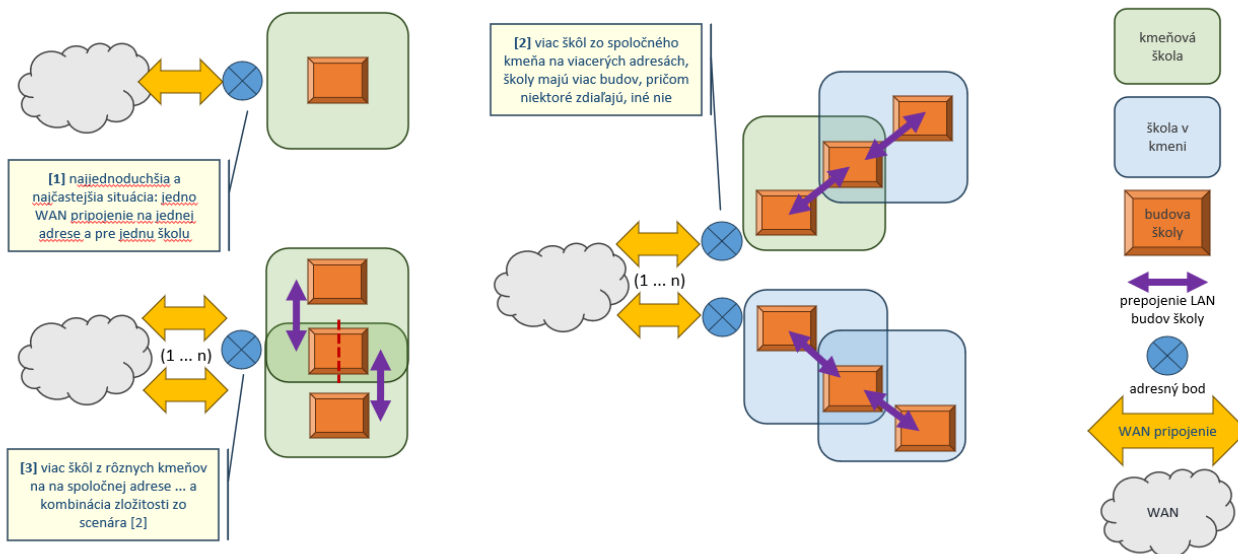 [1] najjednoduchšia a
najčastejšia situácia: jedno
WAN pripojenie na jednej
adrese a pre jednu školu
(1 ... n)
[3] viac škôl z rôznych kmeňov
na na spoločnej adrese ... a
kombinácia zložitosti zo
scenára [2]
[2] viac škôl zo spoločného
kmeňa na viacerých adresách,
školy majú viac budov, pričom
niektoré zdiaľajú, iné nie
(1 ... n)
kmeňová
škola
škola v
kmeni
budova
školy
prepojenie LAN
budov školy
adresný bod
WAN pripojenie
WAN